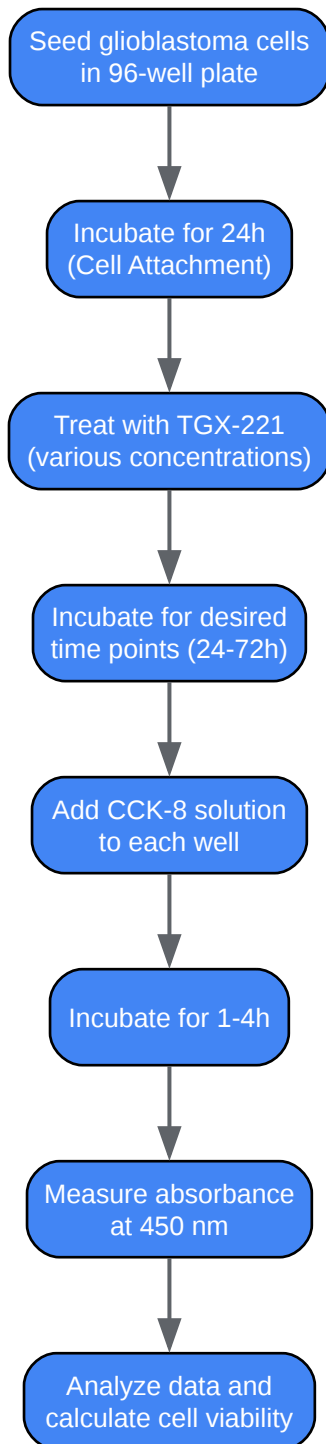 Seed glioblastoma cells
in 96-well plate
Incubate for 24h
(Cell Attachment)
Treat with TGX-221
(various concentrations)
Incubate for desired
time points (24-72h)
Add CCK-8 solution
to each well
Incubate for 1-4h
Measure absorbance
at 450 nm
Analyze data and
calculate cell viability